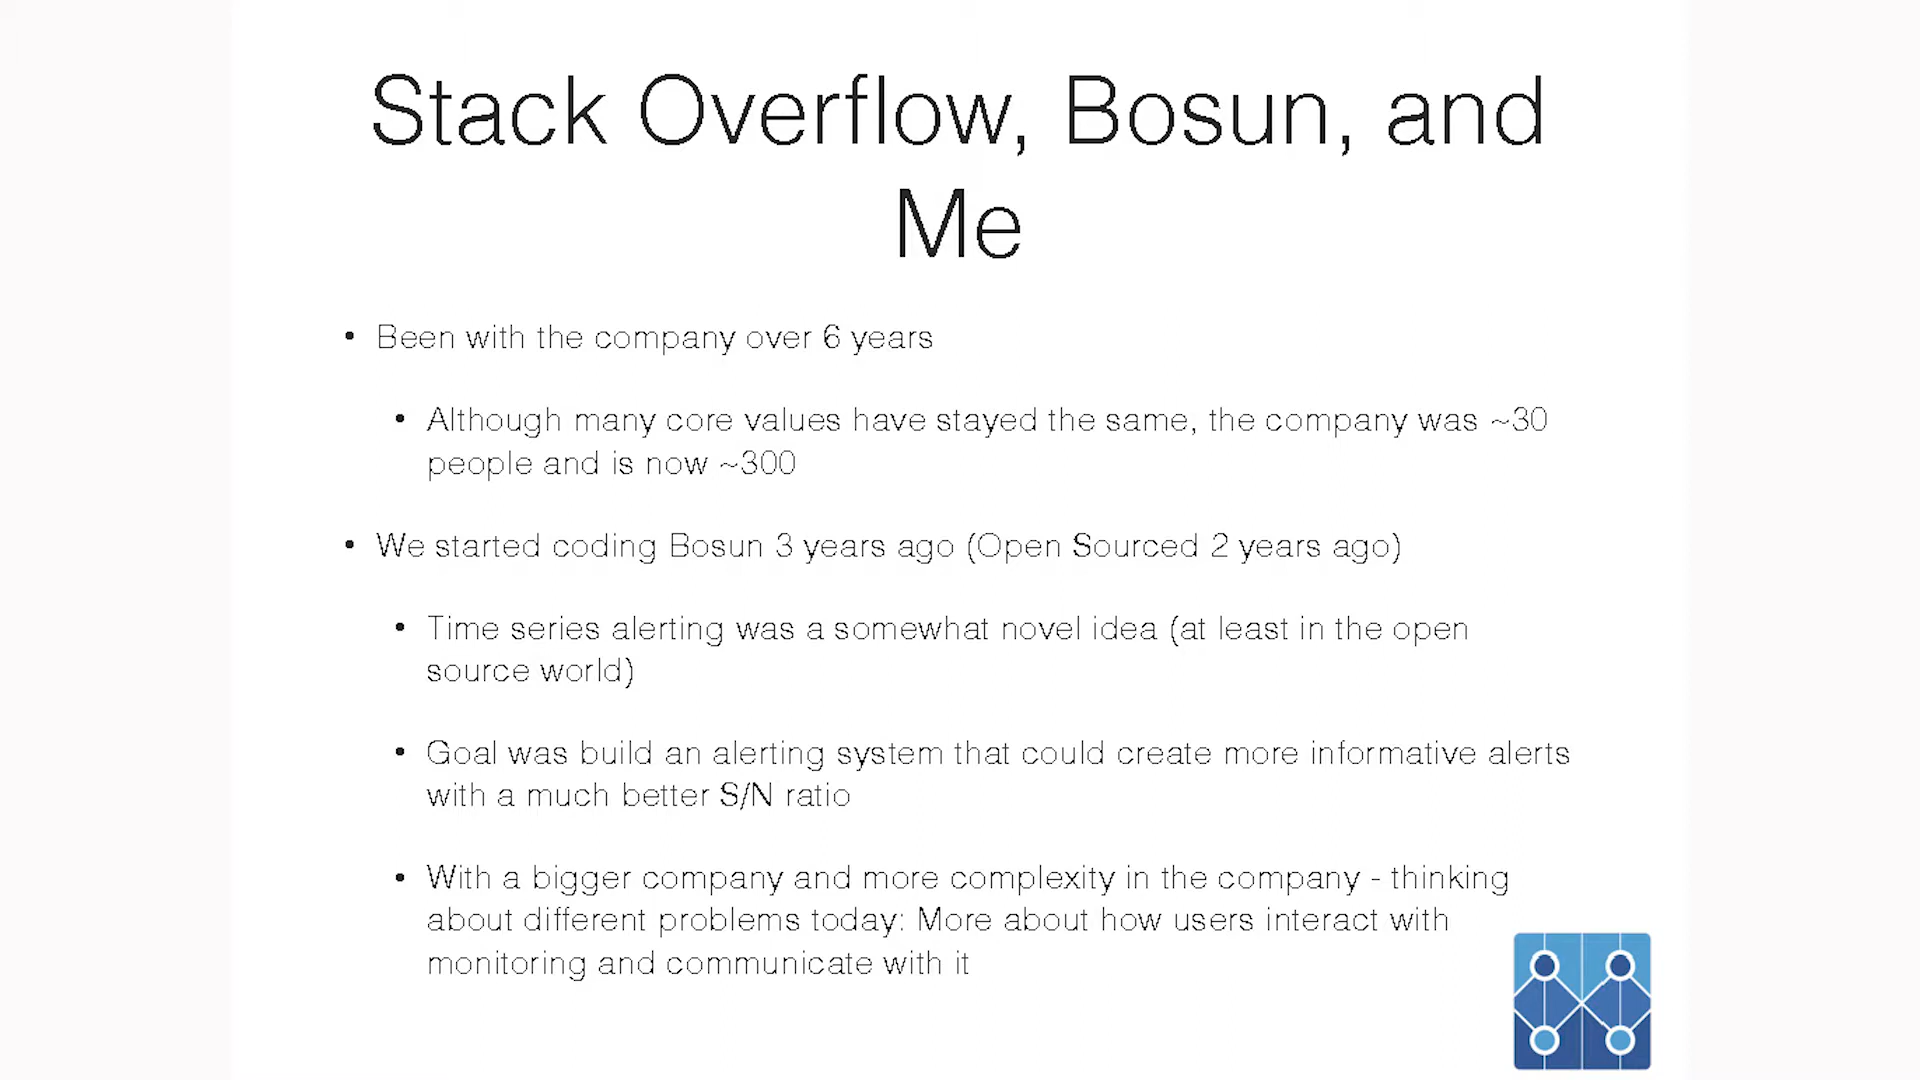 Stack Overflow, Bosun, and
Me
• Been with the company over 6 years
• Although many core values have stayed the same, the company was ~30
people and is now ~300
• We started coding Bosun 3 years ago (Open Sourced 2 years ago)
• Time series alerting was a somewhat novel idea (at least in the open
source world)
• Goal was build an alerting system that could create more informative alerts
with a much better S/N ratio
• With a bigger company and more complexity in the company - thinking
about different problems today: More about how users interact with
monitoring and communicate with it